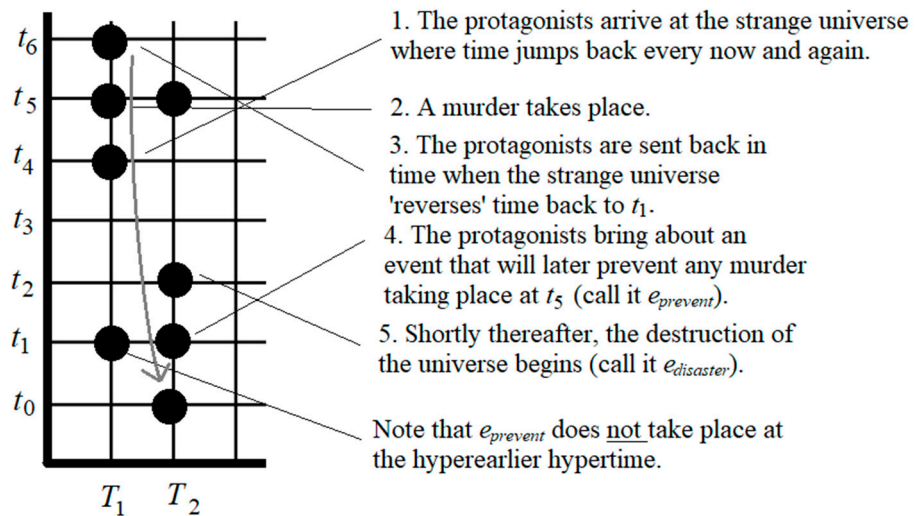 t6
t5
t4
t3
t2
t1
t0
T1
T2
1. The protagonists arrive at the strange universe
where time jumps back every now and again.
2. A murder takes place.
3. The protagonists are sent back in
time when the strange universe
'reverses' time back to t1.
4. The protagonists bring about an
event that will later prevent any murder
taking place at t5 (call it eprevent).
5. Shortly thereafter, the destruction of
the universe begins (call it edisaster).
Note that eprevent does not take place at
the hyperearlier hypertime.